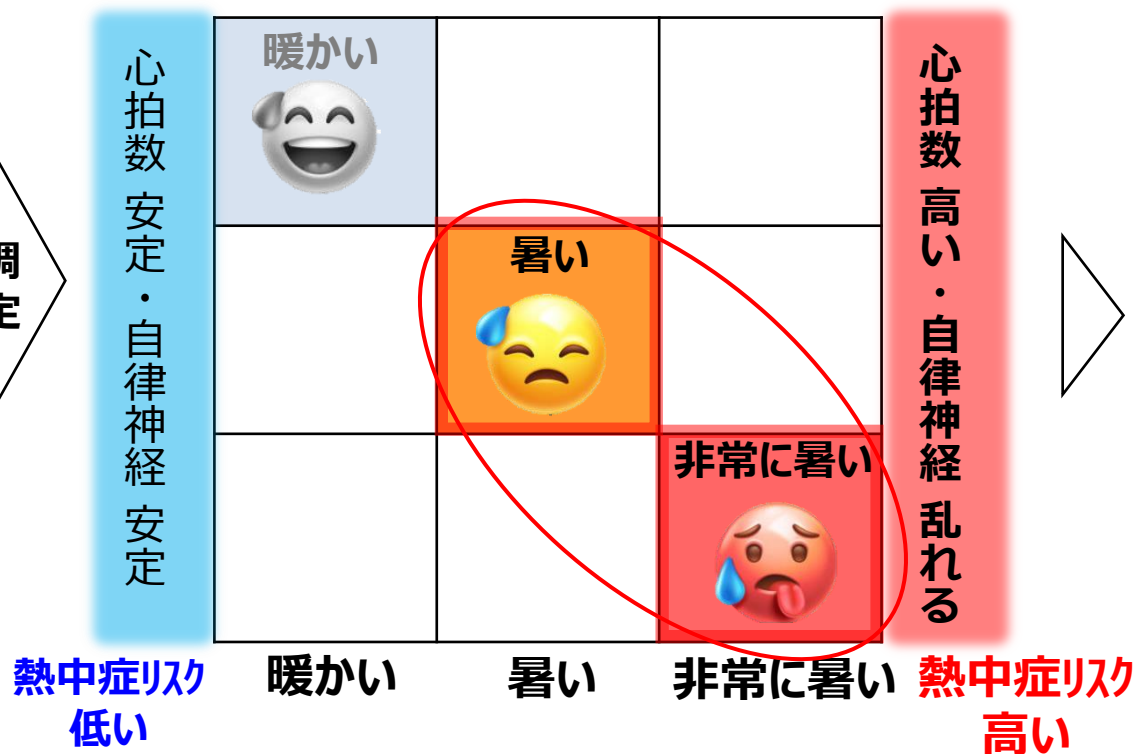 調
定
心拍数 安定・自律神経 安定
暖かい
暑い
非常に暑い
心拍数 高い・自律神経 乱れる
熱中症リスク
低い
暖かい
暑い
非常に暑い
熱中症リスク
高い